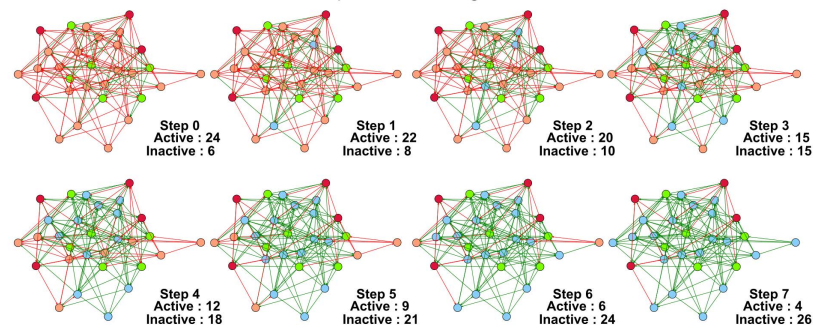 Step 0
Active : 24
Inactive : 6
Step 1
Active : 22
Inactive : 8
Step 2
Active : 20
Inactive : 10
Step 3
Active : 15
Inactive : 15
Step 4
Active : 12
Inactive : 18
Step 5
Active : 9
Inactive : 21
Step 6
Active : 6
Inactive : 24
Step 7
Active : 4
Inactive : 26